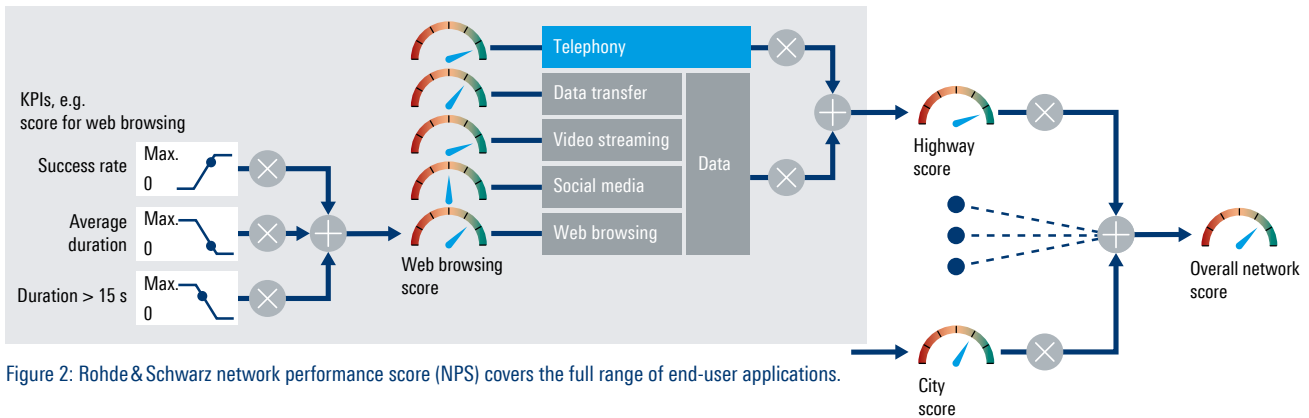 KPIs, e.g.
score for web browsing
Success rate
Max.
0
Average
duration
Max.
0
Duration > 15 s
Max.
0
Web browsing
score
Telephony
Data transfer
Video streaming
Social media
Web browsing
Data
Highway
score
City
score
Overall network
score
Figure 2: Rohde & Schwarz network performance score (NPS) covers the full range of end-user applications.